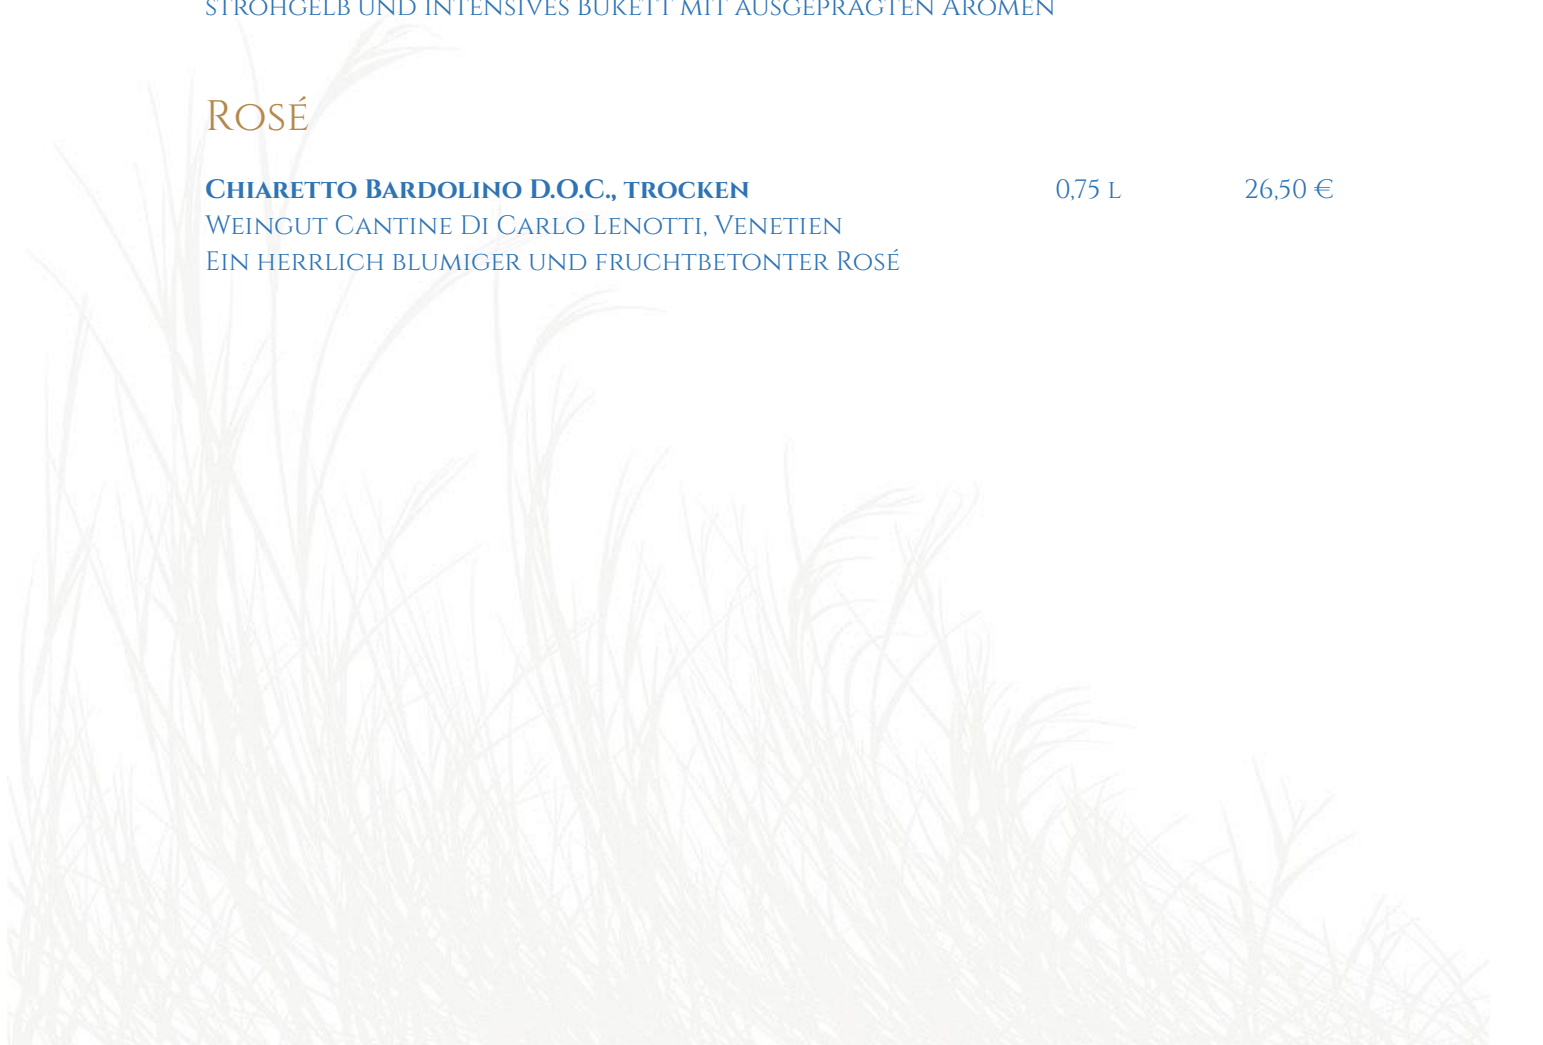 strohgelb und intensives Bukett mit ausgeprägten Aromen
Rosé
Chiaretto Bardolino D.O.C., trocken 0,75 l 26,50 €
Weingut Cantine Di Carlo Lenotti, Venetien
Ein herrlich blumiger und fruchtbetonter Rosé